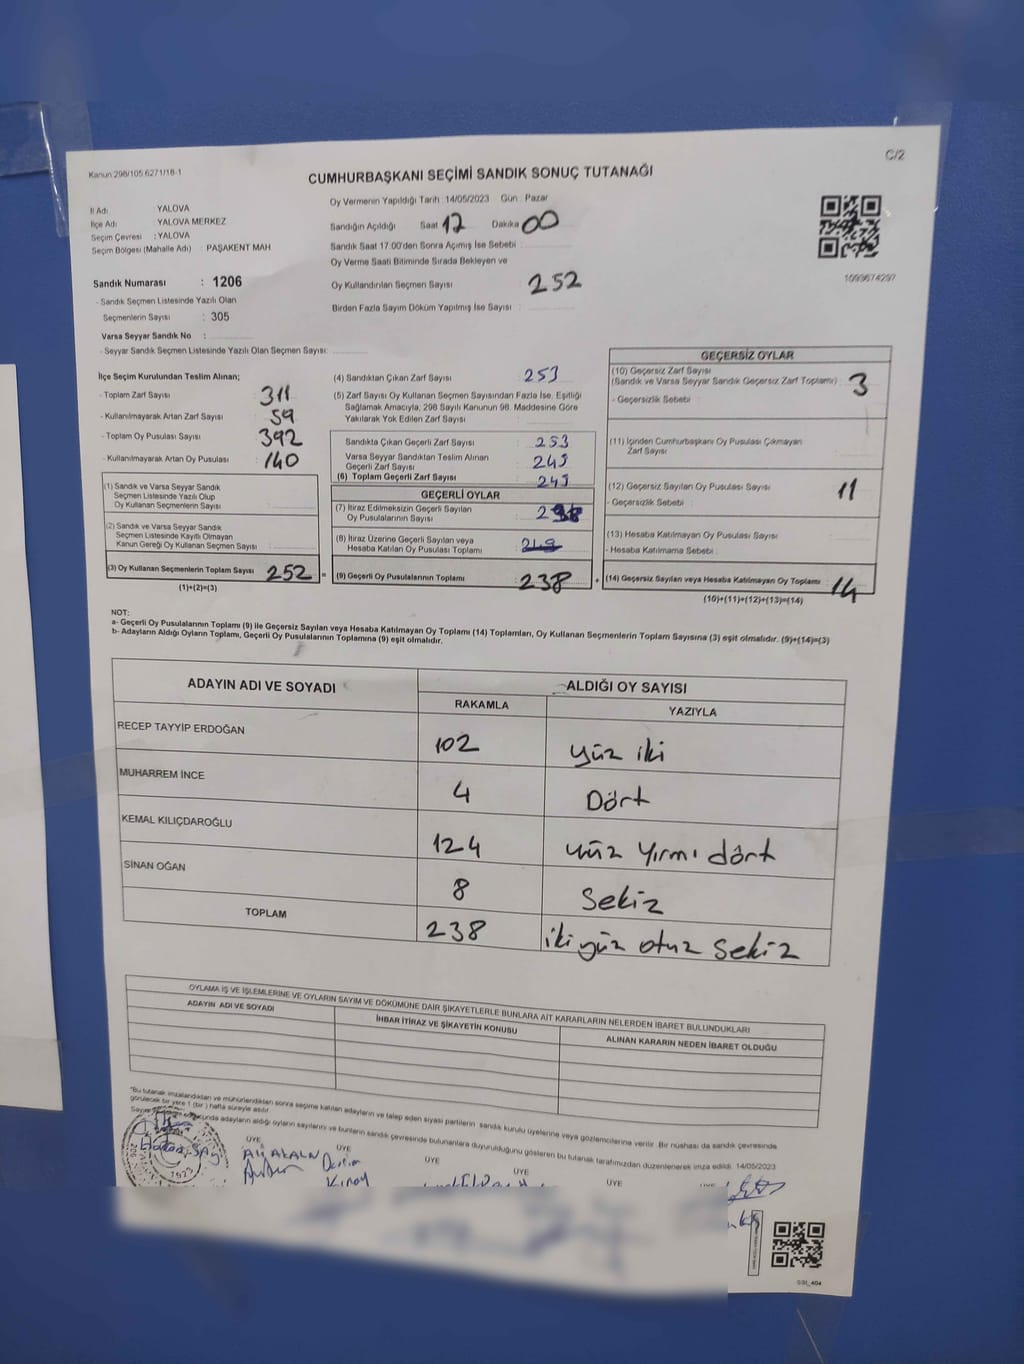 C/2
Kanun:298/105 6271/18-1
CUMHURBAŞKANI SEÇİMİ SANDIK SONUÇ TUTANAĞI
İl Adı YALOVA
İlçe Adı YALOVA MERKEZ
Seçim Çevresi : YALOVA
Seçim Bölgesi (Mahalle Adı) : PAŞAKENT MAH
Sandık Numarası : 1206
- Sandık Seçmen Listesinde Yazılı Olan
Seçmenlerin Sayısı : 305
Varsa Seyyar Sandık No :
- Seyyar Sandık Seçmen Listesinde Yazılı Olan Seçmen Sayısı:
Oy Vermenin Yapıldığı Tarih :14/05/2023 Gün : Pazar
Sandığın Açıldığı Saat 17 Dakika 00
Sandık Saat 17:00'den Sonra Açımış İse Sebebi :
Oy Verme Saati Bitiminde Sırada Bekleyen ve
Oy Kullandırılan Seçmen Sayısı : 252
Birden Fazla Sayım Döküm Yapılmış İse Sayısı :
1093674297
İlçe Seçim Kurulundan Teslim Alınan;
- Toplam Zarf Sayısı : 311
- Kullanılmayarak Artan Zarf Sayısı : 59
- Toplam Oy Pusulası Sayısı : 392
- Kullanılmayarak Artan Oy Pusulası : 140
(1) Sandık ve Varsa Seyyar Sandık
Seçmen Listesinde Yazılı Olup
Oy Kullanan Seçmenlerin Sayısı :
(2) Sandık ve Varsa Seyyar Sandık
Seçmen Listesinde Kayıtlı Olmayan
Kanun Gereği Oy Kullanan Seçmen Sayısı :
(3) Oy Kullanan Seçmenlerin Toplam Sayısı 252 =
(1)+(2)=(3)
(4) Sandıktan Çıkan Zarf Sayısı : 253
(5) Zarf Sayısı Oy Kullanan Seçmen Sayısından Fazla İse, Eşitliği
Sağlamak Amacıyla, 298 Sayılı Kanunun 98. Maddesine Göre
Yakılarak Yok Edilen Zarf Sayısı
Sandıkta Çıkan Geçerli Zarf Sayısı : 253
Varsa Seyyar Sandıktan Teslim Alınan
Geçerli Zarf Sayısı : 249
(6) Toplam Geçerli Zarf Sayısı : 249
GEÇERLİ OYLAR
(7) İtiraz Edilmeksizin Geçerli Sayılan
Oy Pusulalarının Sayısı : 238
(8) İtiraz Üzerine Geçerli Sayılan veya
Hesaba Katılan Oy Pusulası Toplamı
(9) Geçerli Oy Pusulalarının Toplamı 238 +
GEÇERSİZ OYLAR
(10) Geçersiz Zarf Sayısı
(Sandık ve Varsa Seyyar Sandık Geçersiz Zarf Toplamı) : 3
- Geçersizlik Sebebi :
(11) İçinden Cumhurbaşkanı Oy Pusulası Çıkmayan
Zarf Sayısı
(12) Geçersiz Sayılan Oy Pusulası Sayısı : 11
- Geçersizlik Sebebi :
(13) Hesaba Katılmayan Oy Pusulası Sayısı
- Hesaba Katılmama Sebebi :
(14) Geçersiz Sayılan veya Hesaba Katılmayan Oy Toplamı : 14
(10)+(11)+(12)+(13)=(14)
NOT:
a- Geçerli Oy Pusulalarının Toplamı (9) ile Geçersiz Sayılan veya Hesaba Katılmayan Oy Toplamı (14) Toplamları, Oy Kullanan Seçmenlerin Toplam Sayısına (3) eşit olmalıdır. (9)+(14)=(3)
b- Adayların Aldığı Oyların Toplamı, Geçerli Oy Pusulalarının Toplamına (9) eşit olmalıdır.
ADAYIN ADI VE SOYADI ALDIĞI OY SAYISI
RAKAMLA YAZIYLA
RECEP TAYYİP ERDOĞAN 102 yüz iki
MUHARREM İNCE 4 Dört
KEMAL KILIÇDAROĞLU 124 yüz yirmi dört
SİNAN OĞAN 8 Sekiz
TOPLAM 238 iki yüz otuz sekiz
OYLAMA İŞ VE İŞLEMLERİNE VE OYLARIN SAYIM VE DÖKÜMÜNE DAİR ŞİKAYETLERLE BUNLARA AİT KARARLARIN NELERDEN İBARET BULUNDUKLARI
ADAYIN ADI VE SOYADI İHBAR İTİRAZ VE ŞİKAYETİN KONUSU ALINAN KARARIN NEDEN İBARET OLDUĞU
*Bu tutanak imzalandıktan ve mühürlendikten sonra seçime katılan adayların ve talep eden siyasi partilerin sandık kurulu üyelerine veya gözlemcilerine verilir. Bir nüshası da sandık çevresinde
görülecek bir yere 1 (bir) hafta süreyle asılır.
adayların aldığı oyların sayılarını ve bunların sandık çevresinde bulunanlara duyurulduğunu gösteren bu tutanak tarafımızdan düzenlenerek imza edildi. 14/05/2023
ÜYE ÜYE ÜYE ÜYE ÜYE
1923